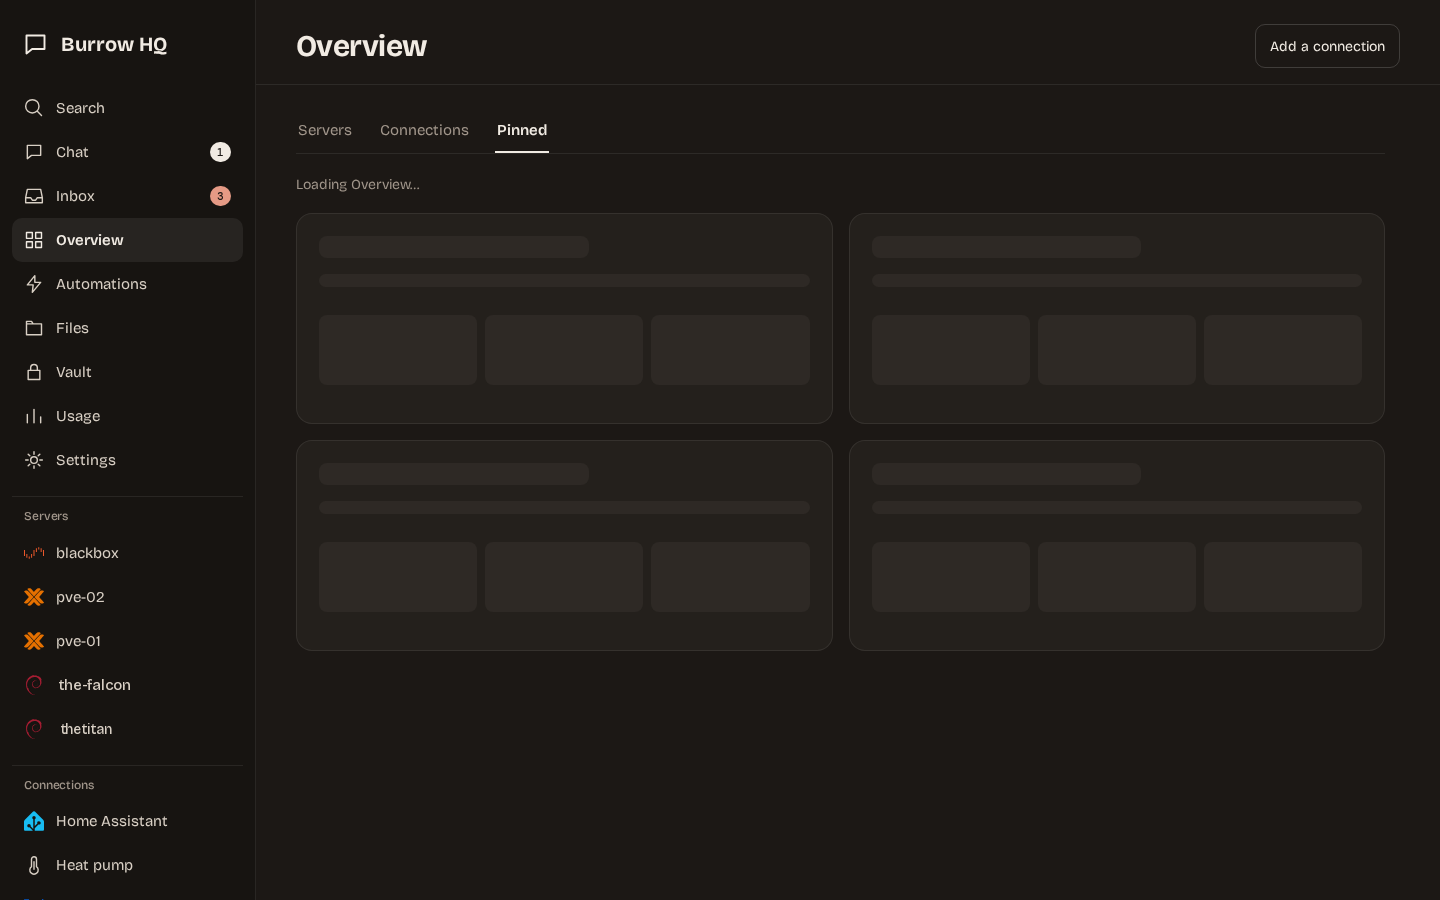 Burrow HQ
Search
Chat 1
Inbox 3
Overview
Automations
Files
Vault
Usage
Settings
Servers
blackbox
pve-02
pve-01
the-falcon
thetitan
Connections
Home Assistant
Heat pump
Overview
Add a connection
Servers Connections Pinned
Loading Overview...